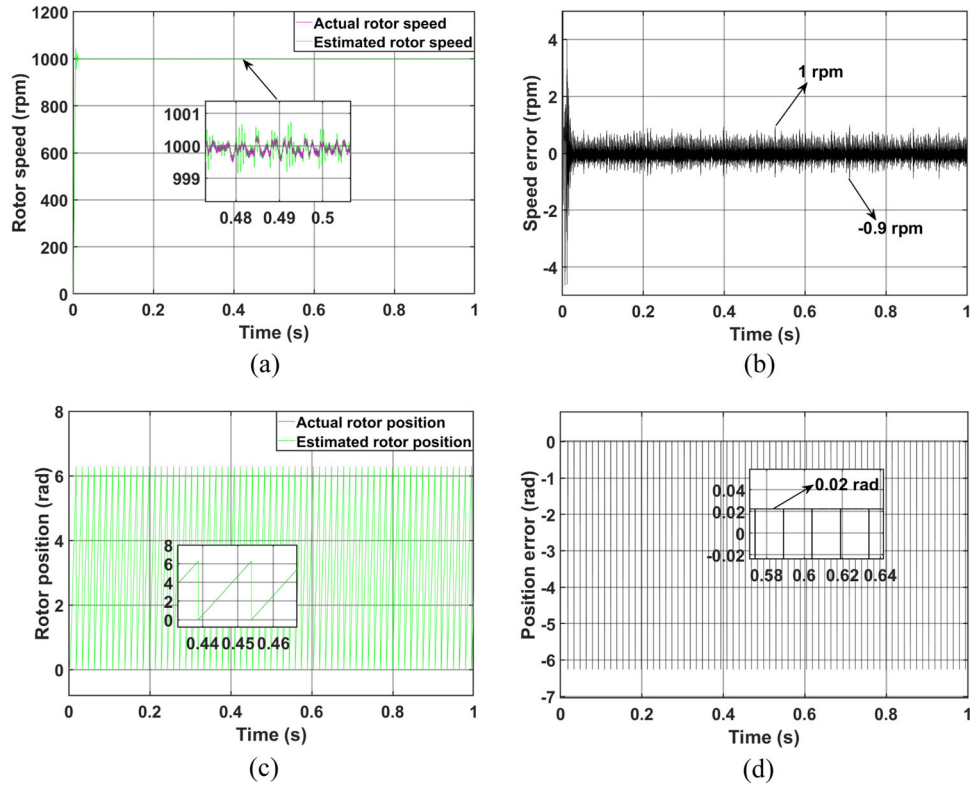 Actual rotor speed
Estimated rotor speed
1200
1000
800
600
400
200
0
Rotor speed (rpm)
1001
1000
999
0.48 0.49 0.5
0 0.2 0.4 0.6 0.8 1
Time (s)
(a)
4
2
0
-2
-4
Speed error (rpm)
1 rpm
-0.9 rpm
0 0.2 0.4 0.6 0.8 1
Time (s)
(b)
Actual rotor position
Estimated rotor position
8
6
4
2
0
Rotor position (rad)
8
6
4
2
0
0.44 0.45 0.46
0 0.2 0.4 0.6 0.8 1
Time (s)
(c)
0
-1
-2
-3
-4
-5
-6
-7
Position error (rad)
0.02 rad
0.04
0.02
0
-0.02
0.58 0.6 0.62 0.64
0 0.2 0.4 0.6 0.8 1
Time (s)
(d)